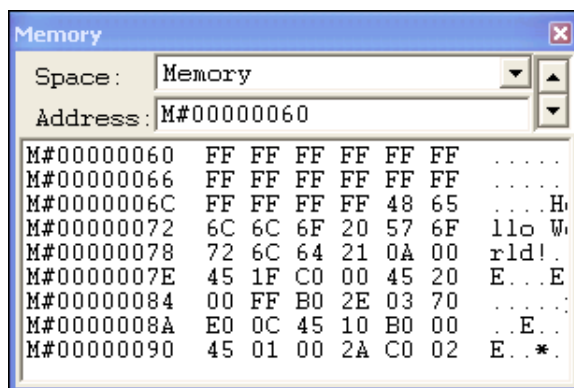 Memory
Space: Memory
Address: M#00000060
M#00000060 FF FF FF FF FF FF .....
M#00000066 FF FF FF FF FF FF .....
M#0000006C FF FF FF FF 48 65 ....H
M#00000072 6C 6C 6F 20 57 6F llo W
M#00000078 72 6C 64 21 0A 00 rld!.
M#0000007E 45 1F C0 00 45 20 E...E
M#00000084 00 FF B0 2E 03 70 .....
M#0000008A E0 0C 45 10 B0 00 ..E..
M#00000090 45 01 00 2A C0 02 E..*.